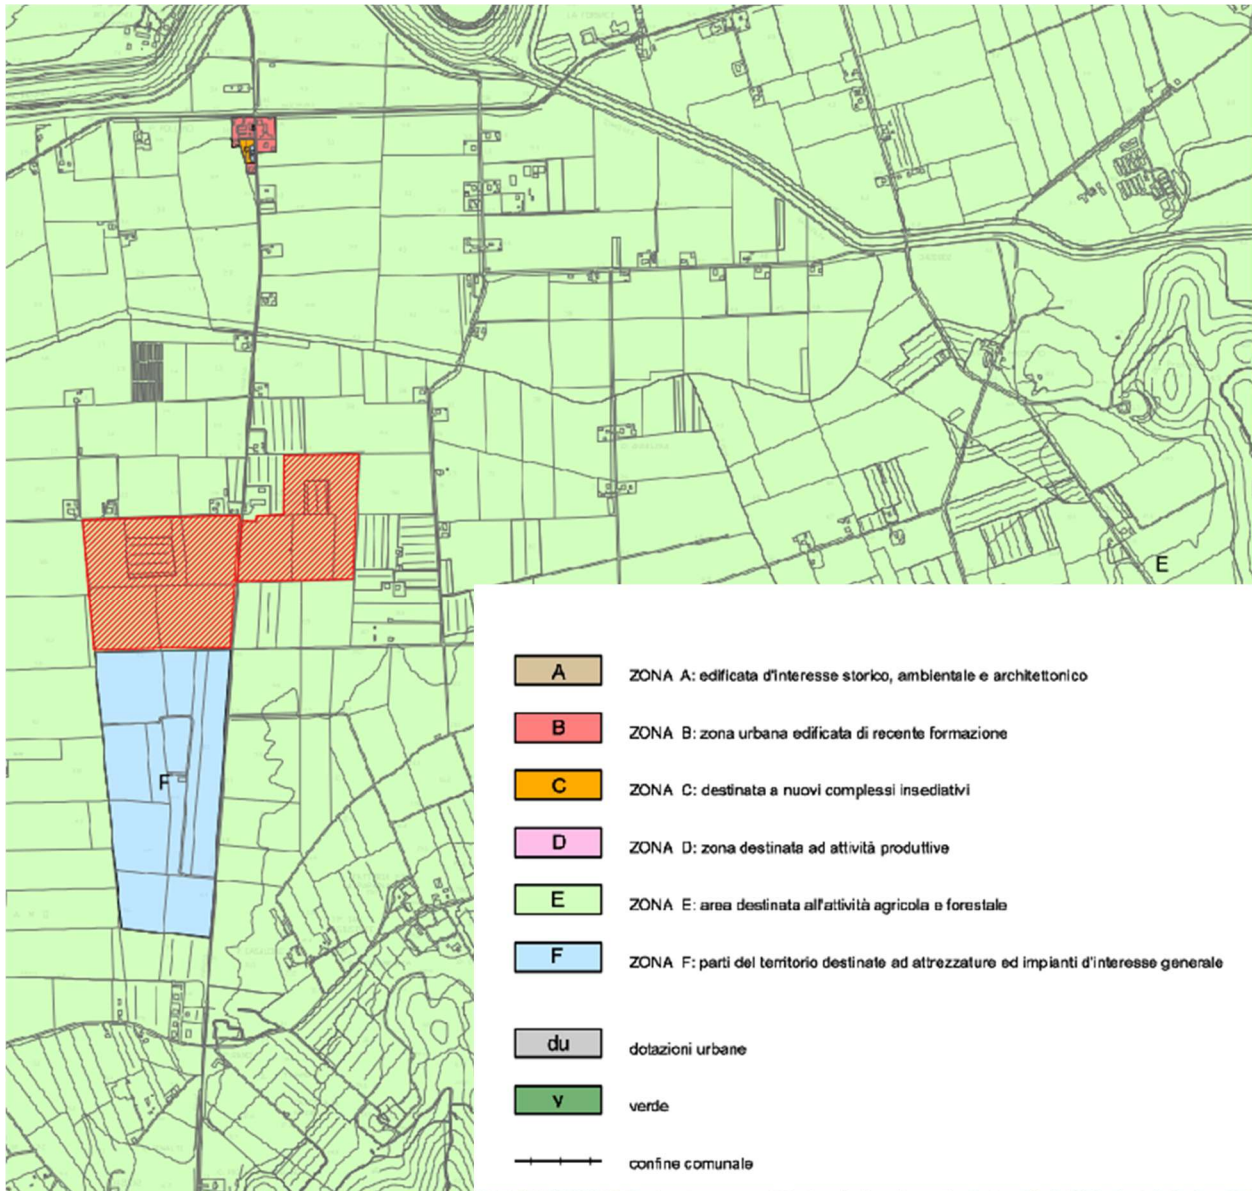 E
F
A ZONA A: edificata d'interesse storico, ambientale e architettonico
B ZONA B: zona urbana edificata di recente formazione
C ZONA C: destinata a nuovi complessi insediativi
D ZONA D: zona destinata ad attività produttive
E ZONA E: area destinata all'attività agricola e forestale
F ZONA F: parti del territorio destinate ad attrezzature ed impianti d'interesse generale
du dotazioni urbane
v verde
confine comunale